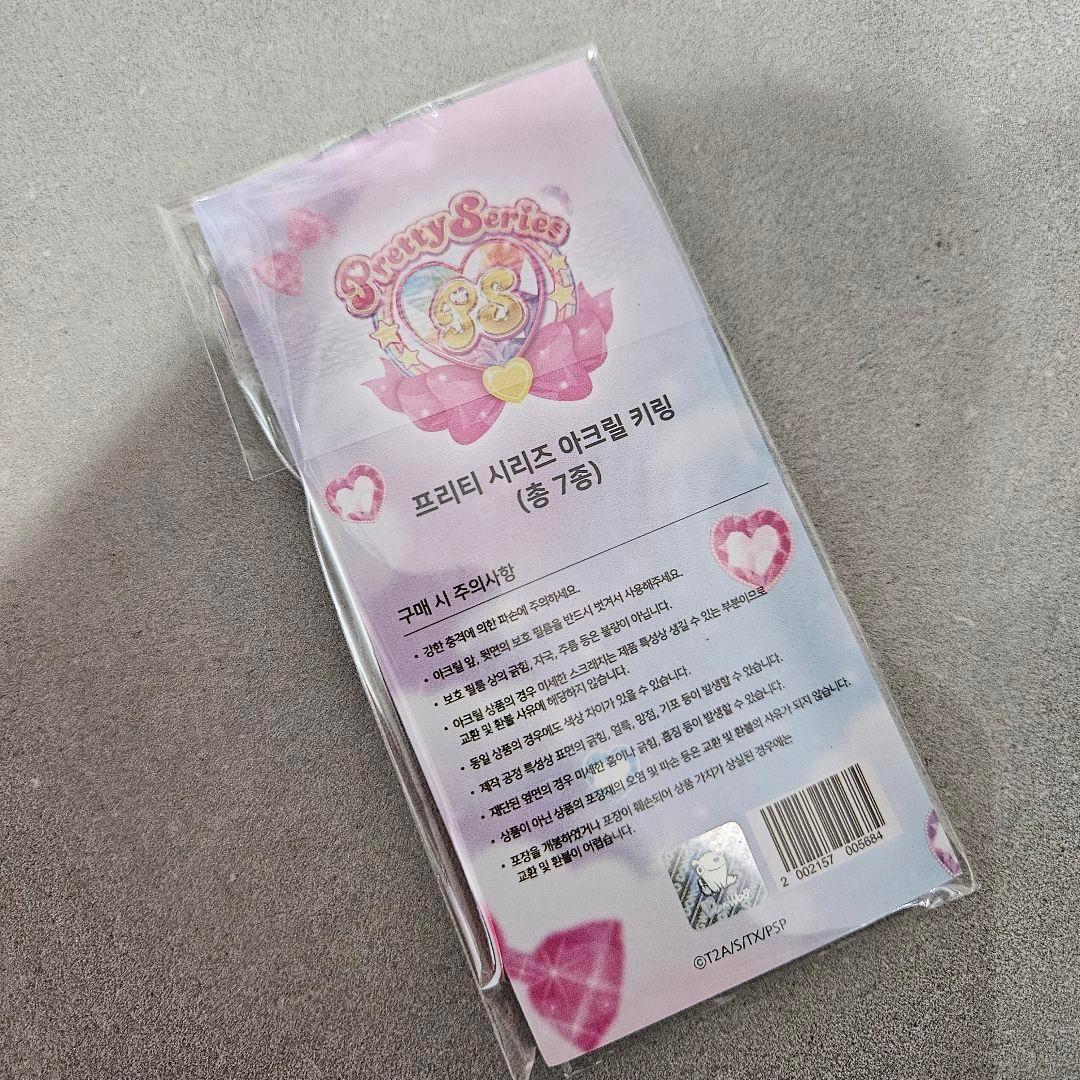 Pretty Series
PS
프리티 시리즈 아크릴 키링
(총 7종)
구매 시 주의사항
• 강한 충격에 의한 파손에 주의하세요.
• 아크릴 앞, 뒷면의 보호 필름을 반드시 벗겨서 사용해주세요.
• 보호 필름 상의 긁힘, 자국, 주름 등은 불량이 아닙니다.
• 아크릴 상품의 경우 미세한 스크래치는 제품 특성상 생길 수 있는 부분이므로
교환 및 환불 사유에 해당하지 않습니다.
• 동일 상품의 경우에도 색상 차이가 있을 수 있습니다.
• 제작 공정 특성상 표면의 긁힘, 얼룩, 망점, 기포 등이 발생할 수 있습니다.
• 재단된 옆면의 경우 미세한 홈이나 긁힘, 흠집 등이 발생할 수 있습니다.
• 상품이 아닌 상품의 포장재의 오염 및 파손 등은 교환 및 환불의 사유가 되지 않습니다.
• 포장을 개봉하였거나 포장이 훼손되어 상품 가치가 상실된 경우에는
교환 및 환불이 어렵습니다.
2 002157 005684
©T2A/S/TX/PSP